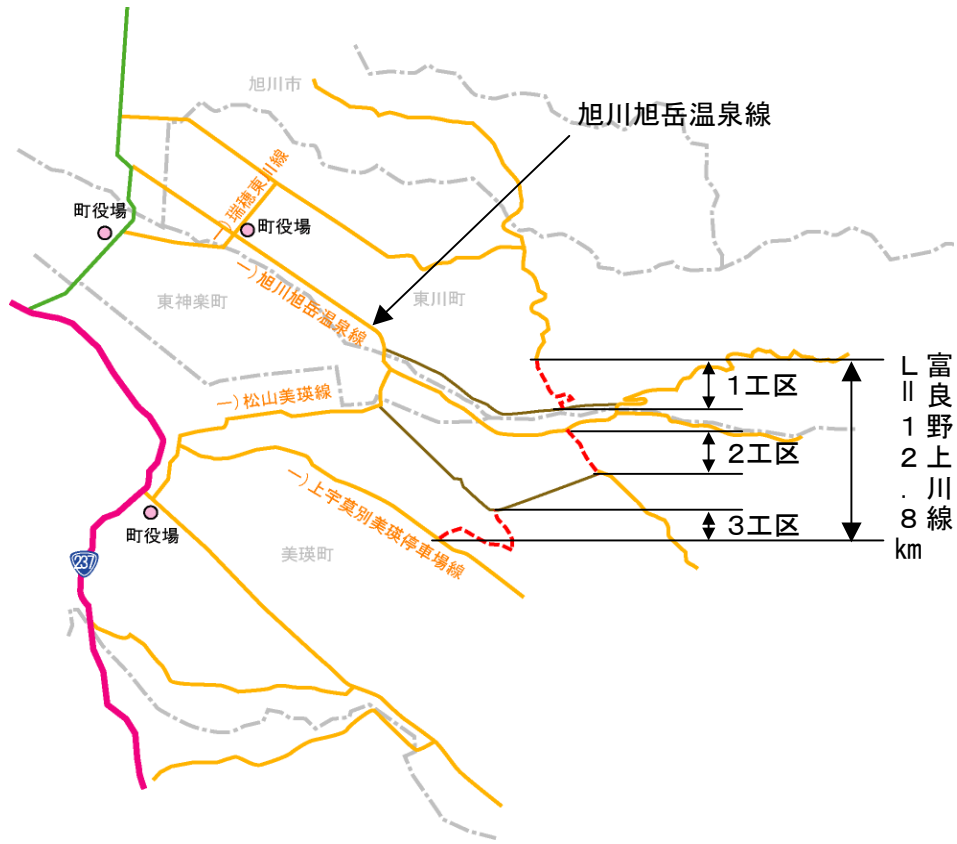 旭川市
旭川旭岳温泉線
一)瑞穂東川線
町役場
町役場
一)旭川旭岳温泉線
東神楽町
東川町
富良野上川線
L=12.8km
1工区
一)松山美瑛線
2工区
一)上宇莫別美瑛停車場線
3工区
町役場
美瑛町
237